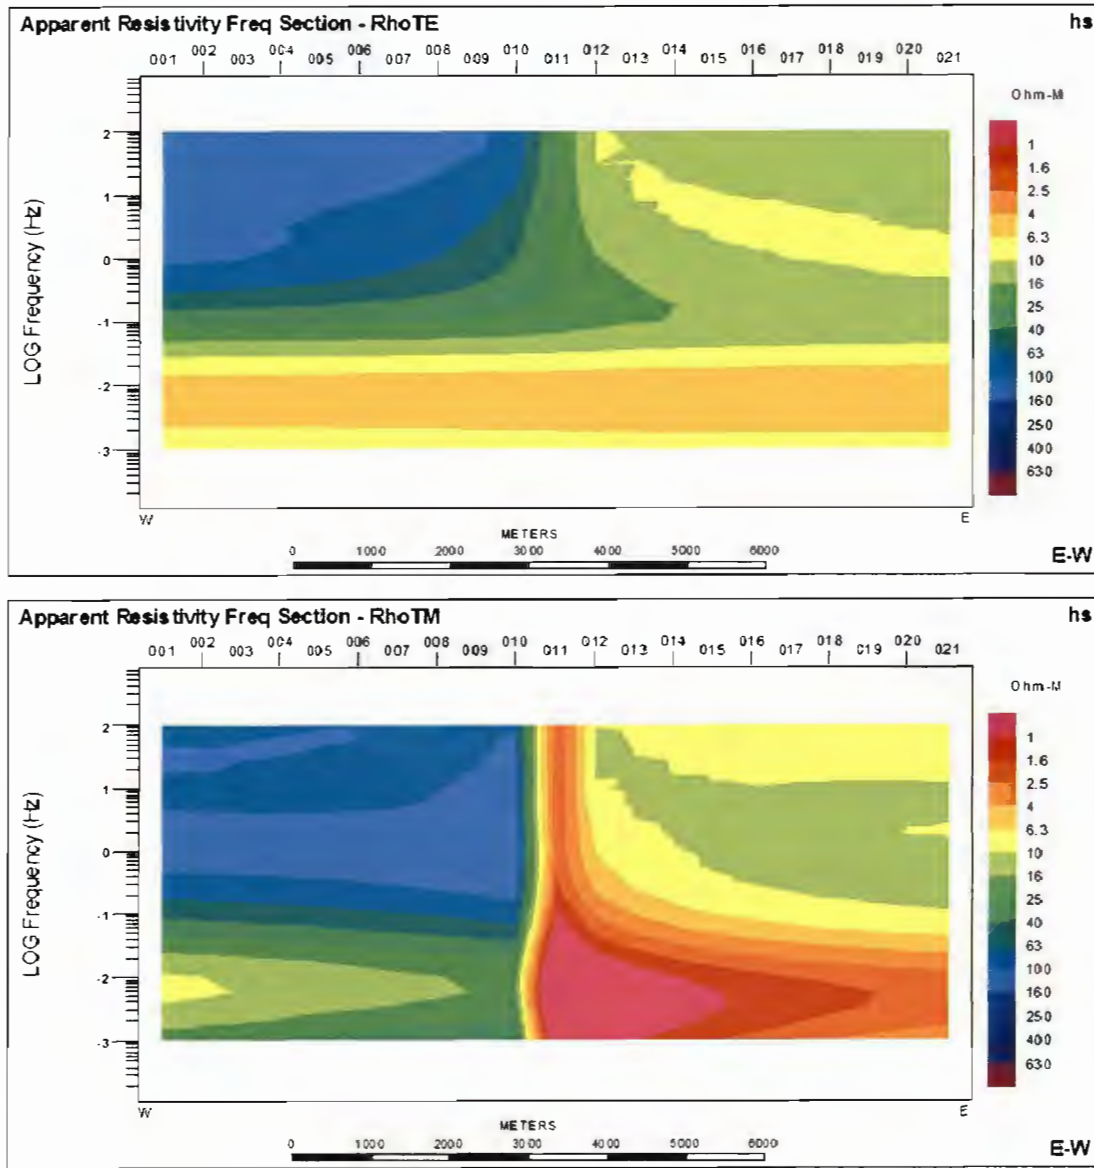 Apparent Resistivity Freq Section - RhoTE hs
002 004 006 008 010 012 014 016 018 020
001 003 005 007 009 011 013 015 017 019 021
Ohm-M
LOG Frequency (Hz)
2
1
0
-1
-2
-3
1
1.6
2.5
4
6.3
10
16
25
40
63
100
160
250
400
630
W E
METERS
0 1000 2000 3000 4000 5000 6000
E-W
Apparent Resistivity Freq Section - RhoTM hs
002 004 006 008 010 012 014 016 018 020
001 003 005 007 009 011 013 015 017 019 021
Ohm-M
LOG Frequency (Hz)
2
1
0
-1
-2
-3
1
1.6
2.5
4
6.3
10
16
25
40
63
100
160
250
400
630
W E
METERS
0 1000 2000 3000 4000 5000 6000
E-W